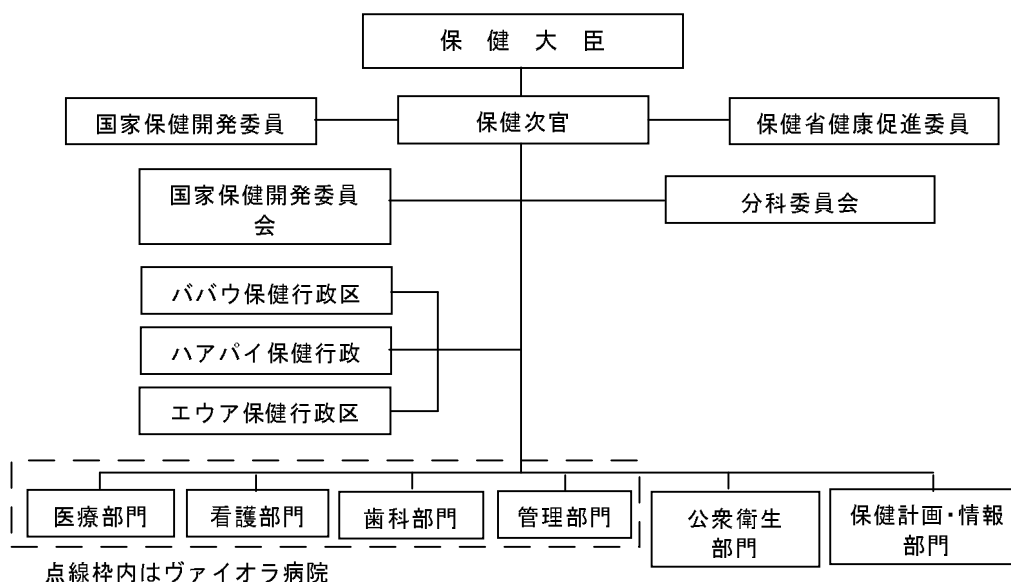 保健大臣
国家保健開発委員
保健次官
保健省健康促進委員
国家保健開発委員
会
分科委員会
ババウ保健行政区
ハアパイ保健行政
エウア保健行政区
医療部門
看護部門
歯科部門
管理部門
公衆衛生
部門
保健計画・情報
部門
点線枠内はヴァイオラ病院